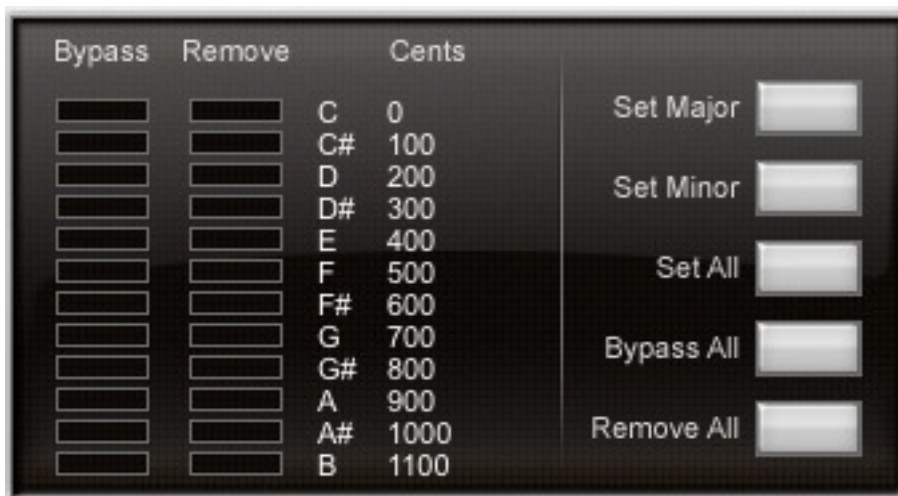 Bypass Remove Cents
C 0
C# 100
D 200
D# 300
E 400
F 500
F# 600
G 700
G# 800
A 900
A# 1000
B 1100
Set Major
Set Minor
Set All
Bypass All
Remove All